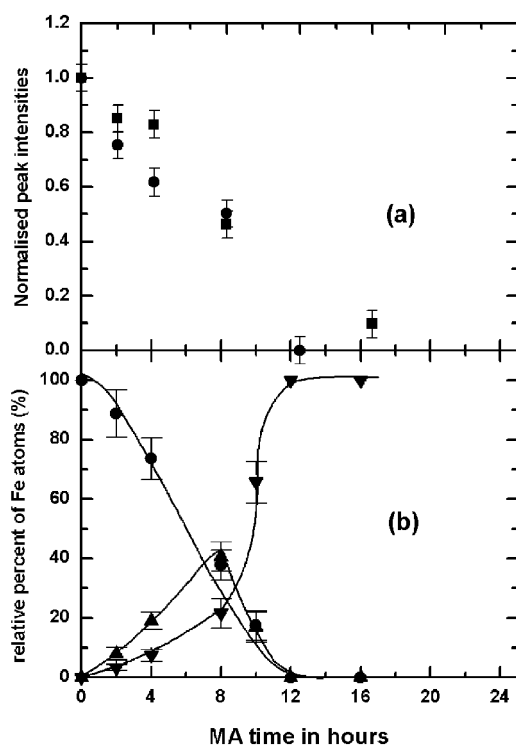 Normalised peak intensities
1.2
1.0
0.8
0.6
0.4
0.2
0.0
(a)
relative percent of Fe atoms (%)
100
80
60
40
20
0
(b)
0 4 8 12 16 20 24
MA time in hours